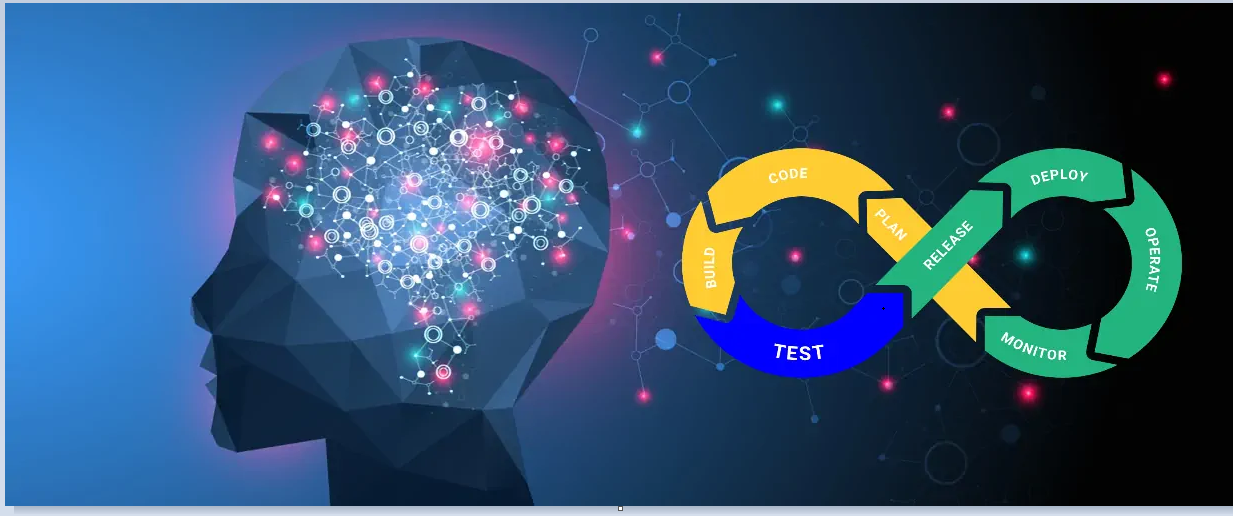 CODE
DEPLOY
PLAN
RELEASE
OPERATE
BUILD
MONITOR
TEST